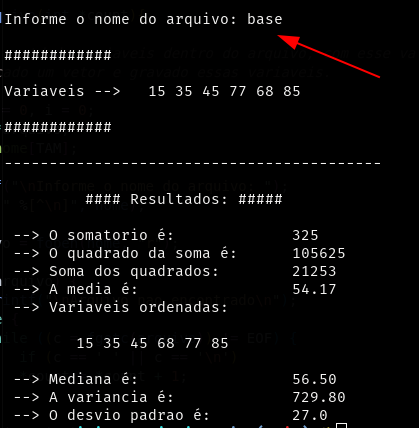 Informe o nome do arquivo: base
############
Variaveis -->   15 35 45 77 68 85
############
------------------------------------------
#### Resultados: #####
--> O somatorio é:             325
--> O quadrado da soma é:      105625
--> Soma dos quadrados:        21253
--> A media é:                 54.17
--> Variaveis ordenadas:
15 35 45 68 77 85
--> Mediana é:                 56.50
--> A variancia é:             729.80
--> O desvio padrao é:         27.0